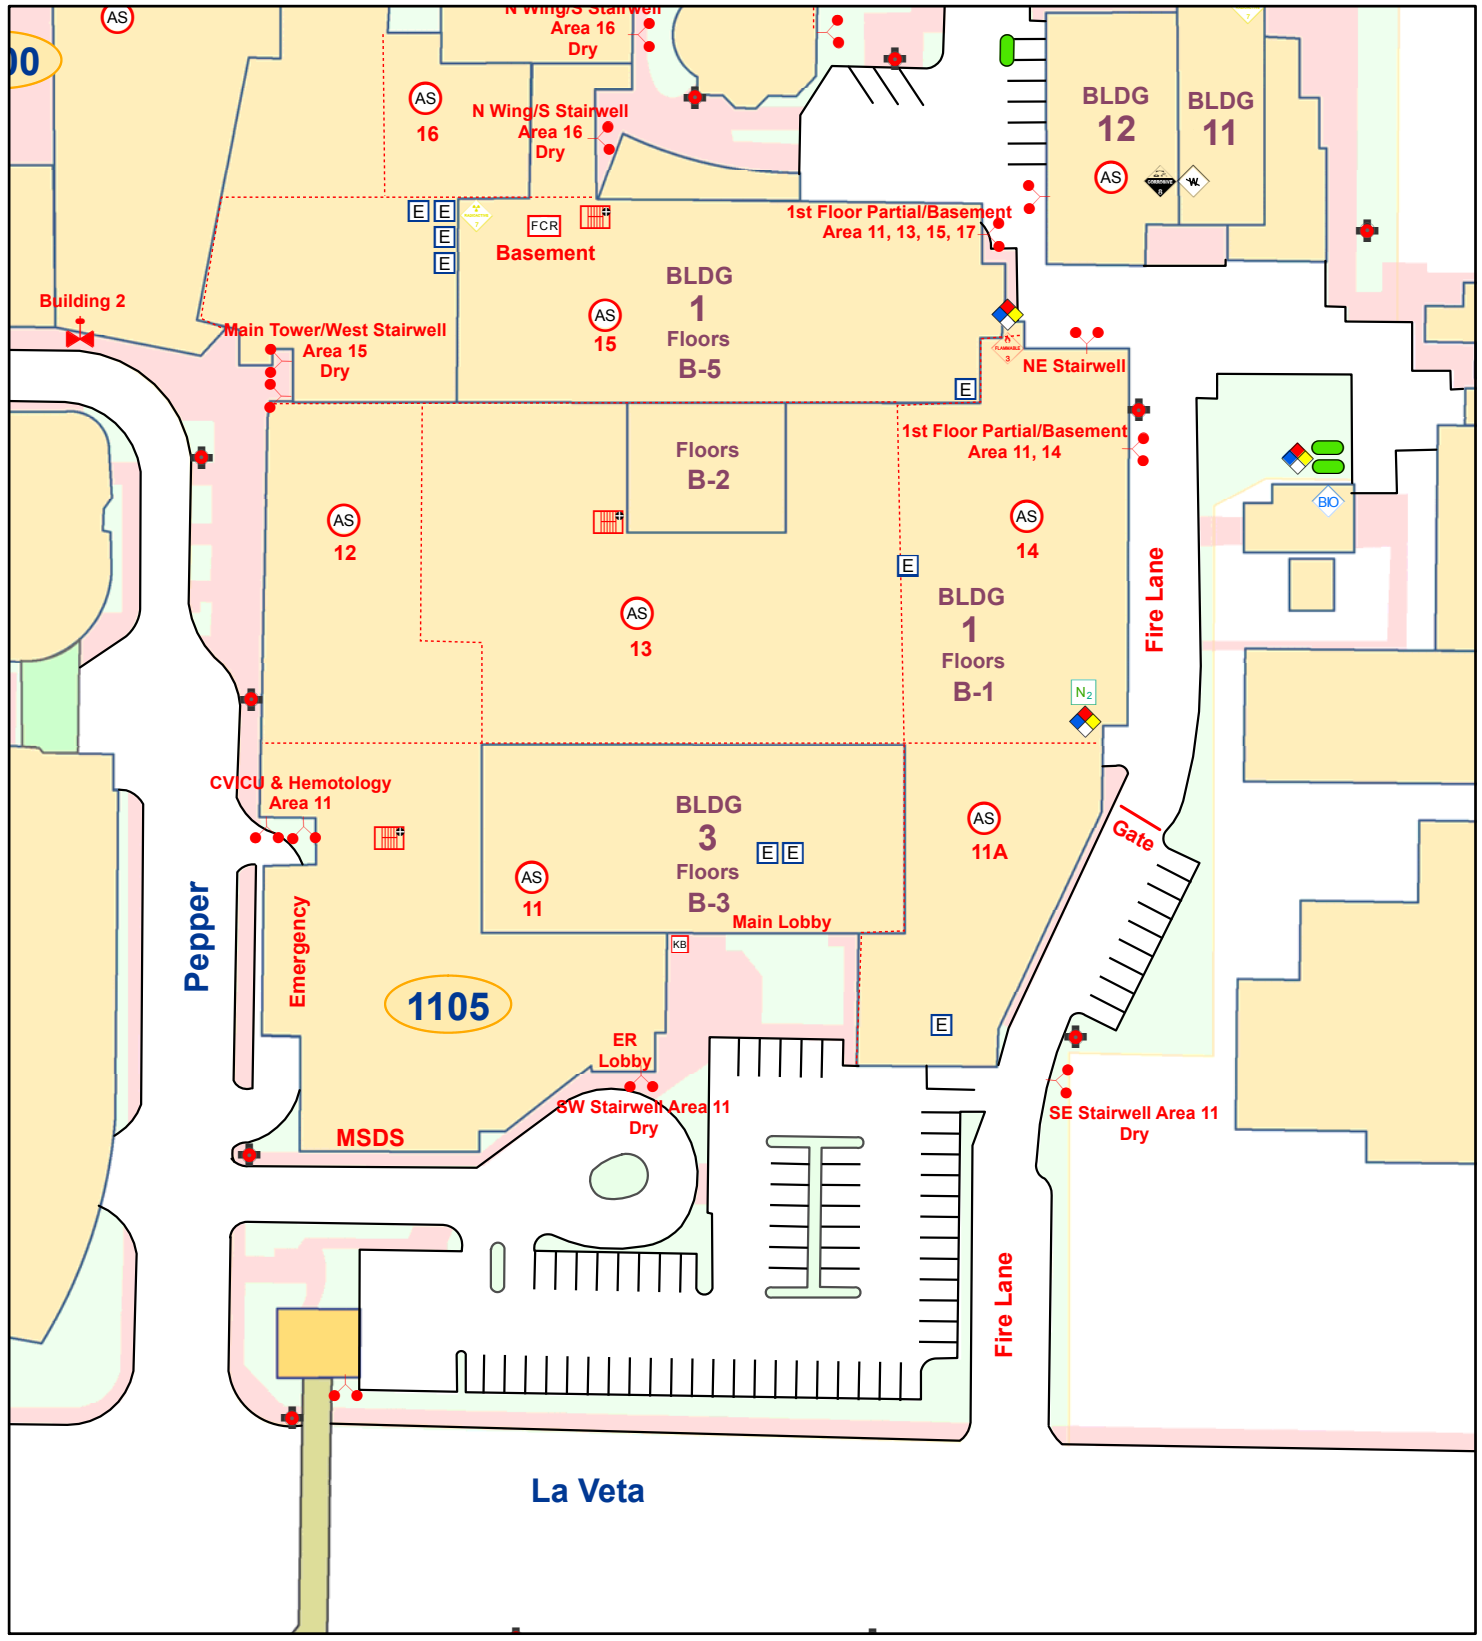 AS
N Wing/S Stairwell
Area 16
Dry
00
AS
16
N Wing/S Stairwell
Area 16
Dry
BLDG
12
BLDG
11
AS
CORROSIVE
8
W
E
E
E
E
FCR
Basement
1st Floor Partial/Basement
Area 11, 13, 15, 17
BLDG
1
Floors
B-5
AS
15
Building 2
Main Tower/West Stairwell
Area 15
Dry
FLAMMABLE
3
NE Stairwell
E
1st Floor Partial/Basement
Area 11, 14
Floors
B-2
AS
12
AS
14
BIO
E
AS
13
BLDG
1
Floors
B-1
Fire Lane
N2
CVICU & Hemotology
Area 11
BLDG
3
Floors
B-3
E
E
AS
11
AS
11A
Gate
Main Lobby
KB
Pepper
Emergency
1105
E
ER
Lobby
SW Stairwell Area 11
Dry
MSDS
SE Stairwell Area 11
Dry
Fire Lane
La Veta